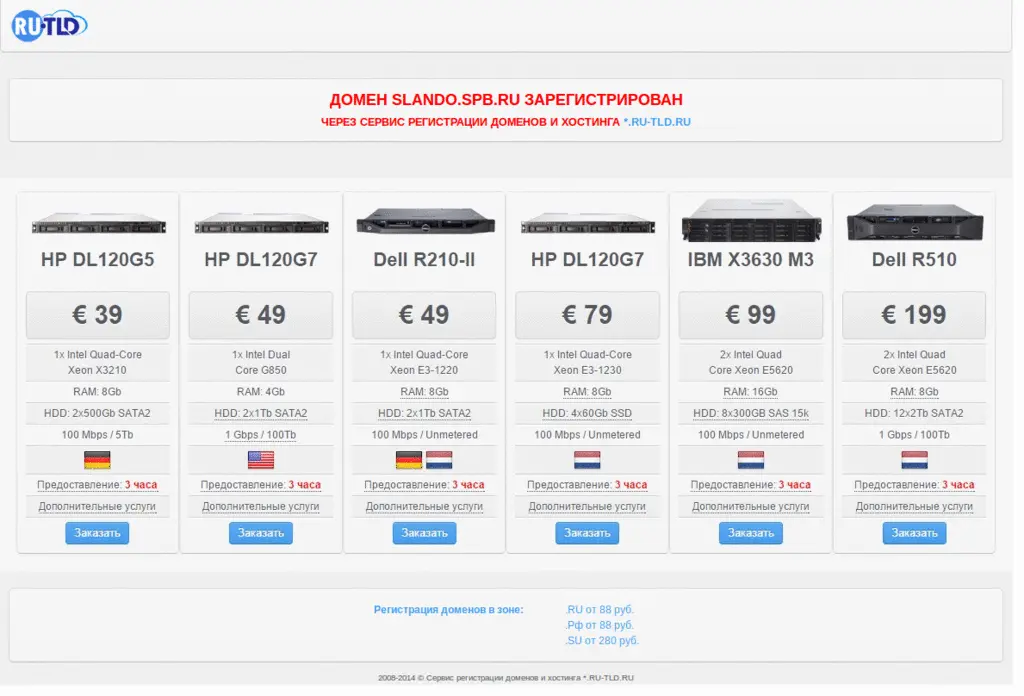 RU-TLD
ДОМЕН SLANDO.SPB.RU ЗАРЕГИСТРИРОВАН
ЧЕРЕЗ СЕРВИС РЕГИСТРАЦИИ ДОМЕНОВ И ХОСТИНГА *.RU-TLD.RU
HP DL120G5
€ 39
1x Intel Quad-Core
Xeon X3210
RAM: 8Gb
HDD: 2x500Gb SATA2
100 Mbps / 5Tb
Предоставление: 3 часа
Дополнительные услуги
Заказать
HP DL120G7
€ 49
1x Intel Dual
Core G850
RAM: 4Gb
HDD: 2x1Tb SATA2
1 Gbps / 100Tb
Предоставление: 3 часа
Дополнительные услуги
Заказать
Dell R210-II
€ 49
1x Intel Quad-Core
Xeon E3-1220
RAM: 8Gb
HDD: 2x1Tb SATA2
100 Mbps / Unmetered
Предоставление: 3 часа
Дополнительные услуги
Заказать
HP DL120G7
€ 79
1x Intel Quad-Core
Xeon E3-1230
RAM: 8Gb
HDD: 4x60Gb SSD
100 Mbps / Unmetered
Предоставление: 3 часа
Дополнительные услуги
Заказать
IBM X3630 M3
€ 99
2x Intel Quad
Core Xeon E5620
RAM: 16Gb
HDD: 8x300GB SAS 15k
100 Mbps / Unmetered
Предоставление: 3 часа
Дополнительные услуги
Заказать
Dell R510
€ 199
2x Intel Quad
Core Xeon E5620
RAM: 8Gb
HDD: 12x2Tb SATA2
1 Gbps / 100Tb
Предоставление: 3 часа
Дополнительные услуги
Заказать
Регистрация доменов в зоне:
.RU от 88 руб.
.Рф от 88 руб.
.SU от 280 руб.
2008-2014 © Сервис регистрации доменов и хостинга *.RU-TLD.RU